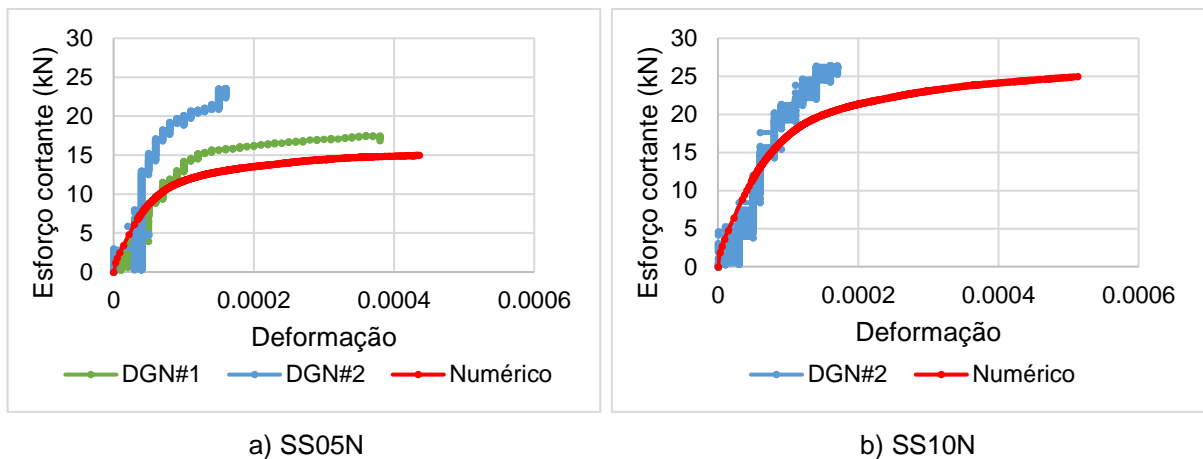 Esforço cortante (kN)
30
25
20
15
10
5
0
0 0.0002 0.0004 0.0006
Deformação
DGN#1 DGN#2 Numérico
a) SS05N
Esforço cortante (kN)
30
25
20
15
10
5
0
0 0.0002 0.0004 0.0006
Deformação
DGN#2 Numérico
b) SS10N